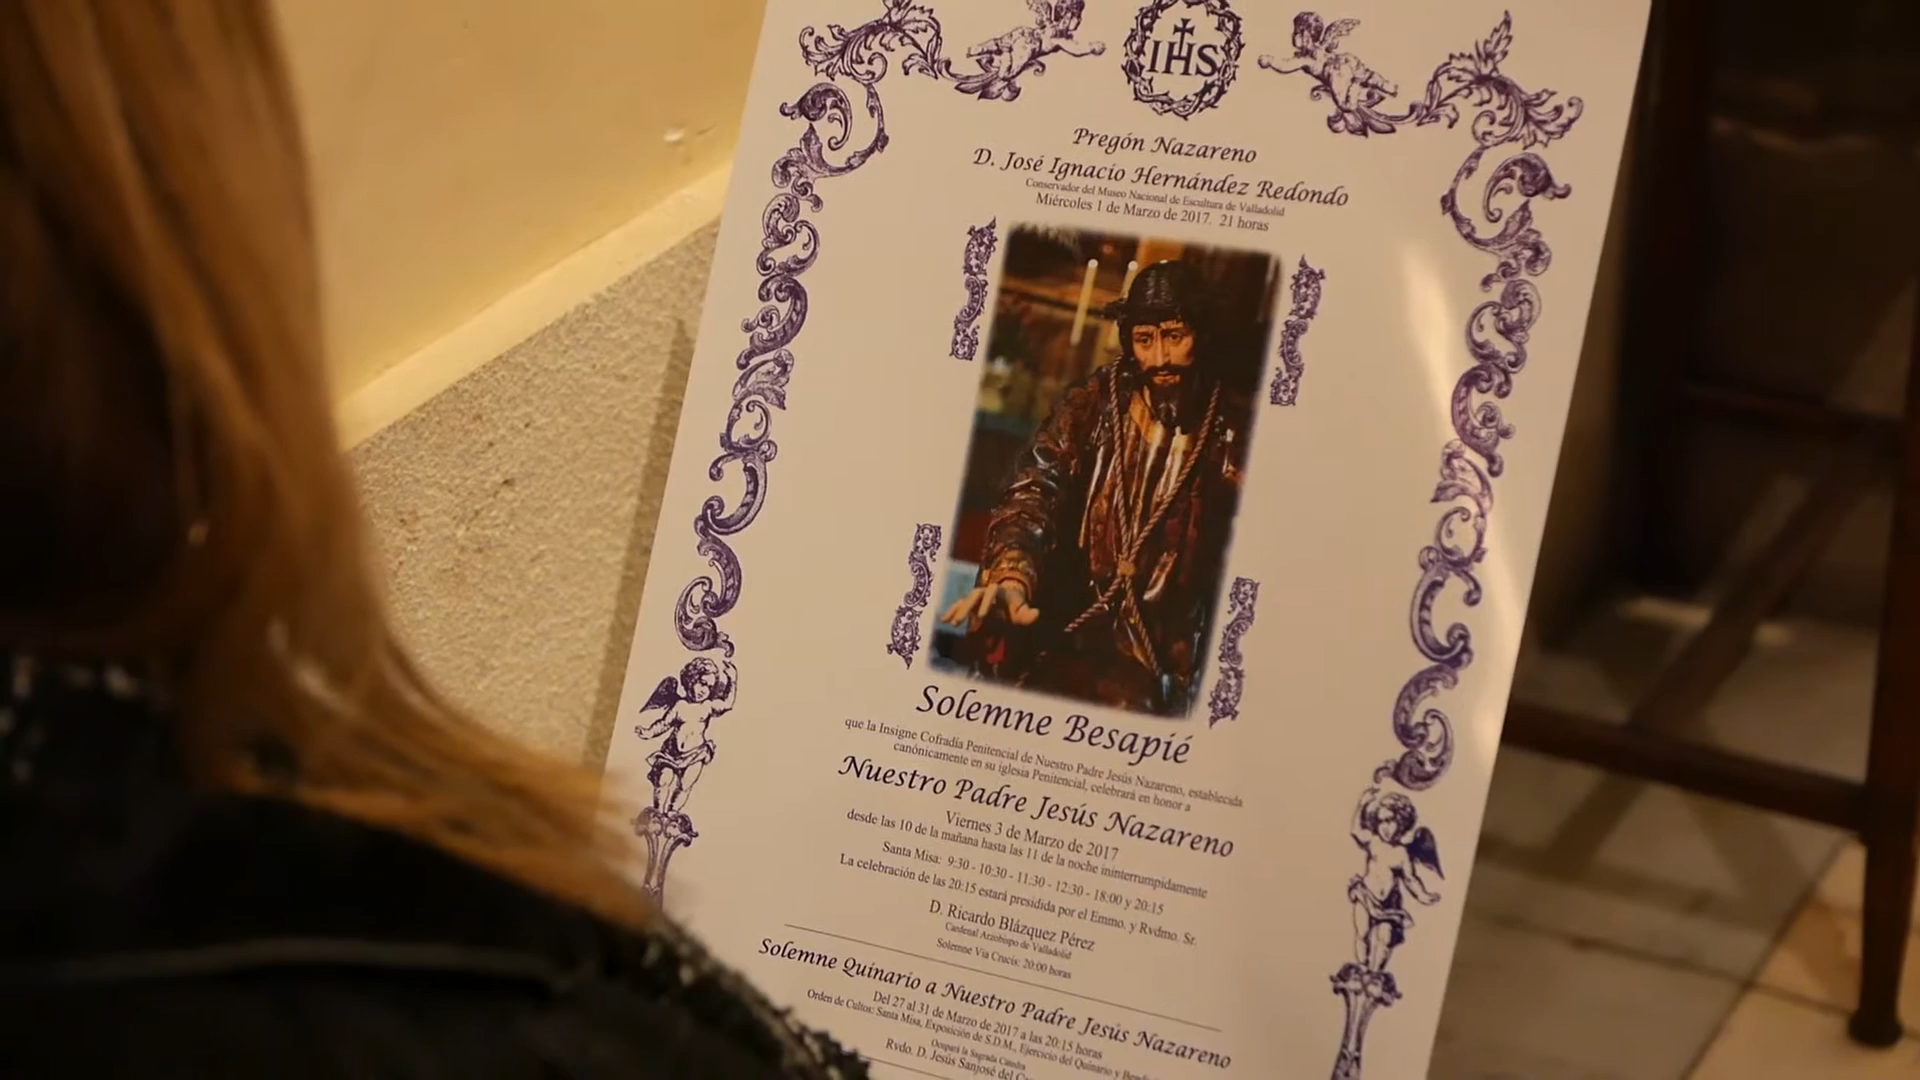 IHS
Pregón Nazareno
D. José Ignacio Hernández Redondo
Conservador del Museo Nacional de Escultura de Valladolid
Miércoles 1 de Marzo de 2017. 21 horas
Solemne Besapié
que la Insigne Cofradía Penitencial de Nuestro Padre Jesús Nazareno, establecida
canónicamente en su iglesia Penitencial, celebrará en honor a
Nuestro Padre Jesús Nazareno
Viernes 3 de Marzo de 2017
desde las 10 de la mañana hasta las 11 de la noche ininterrumpidamente
Santa Misa: 9:30 - 10:30 - 11:30 - 12:30 - 18:00 y 20:15
La celebración de las 20:15 estará presidida por el Emmo. y Rvdmo. Sr.
D. Ricardo Blázquez Pérez
Cardenal Arzobispo de Valladolid
Solemne Via Crucis: 20:00 horas
Solemne Quinario a Nuestro Padre Jesús Nazareno
Del 27 al 31 de Marzo de 2017 a las 20:15 horas
Orden de Cultos: Santa Misa, Exposición de S.D.M., Ejercicio del Quinario y
Ocupará la Sagrada Cátedra
Rvdo. D. Jesús Sanjosé del